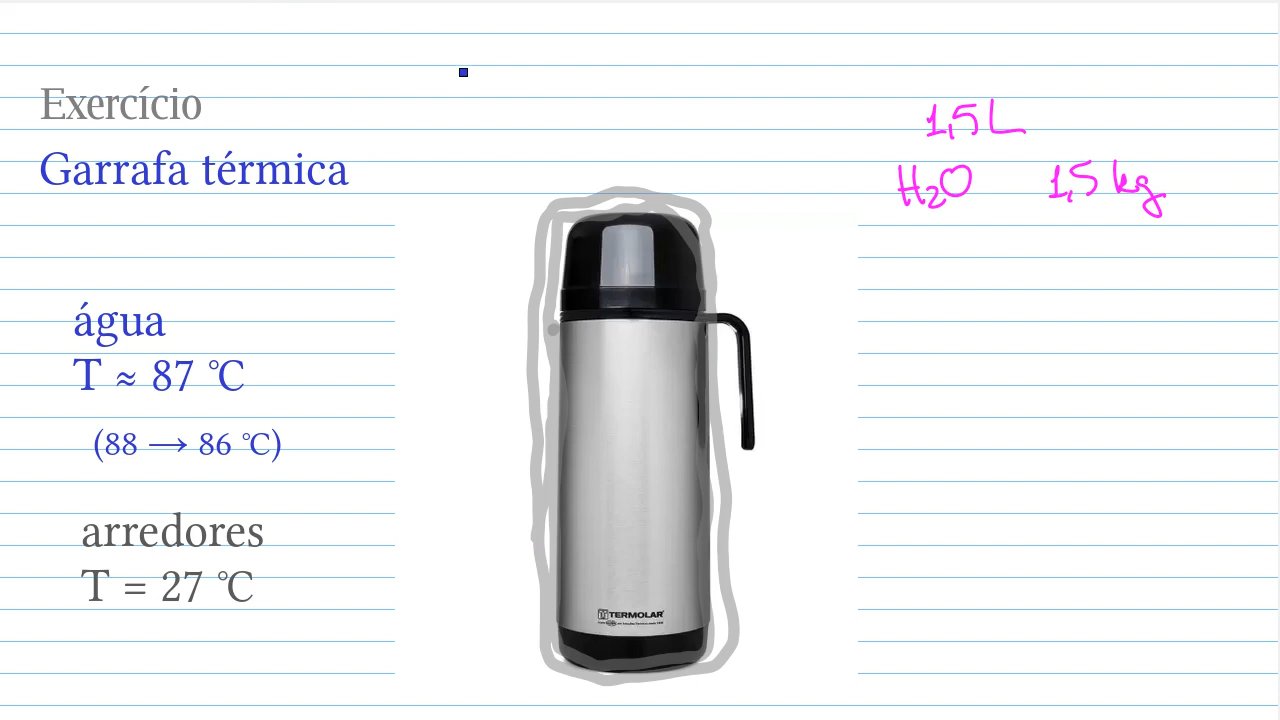 Exercício
Garrafa térmica
1,5 L
H₂O 1,5 kg
água
T ≈ 87 °C
(88 → 86 °C)
arredores
T = 27 °C
TERMOLAR